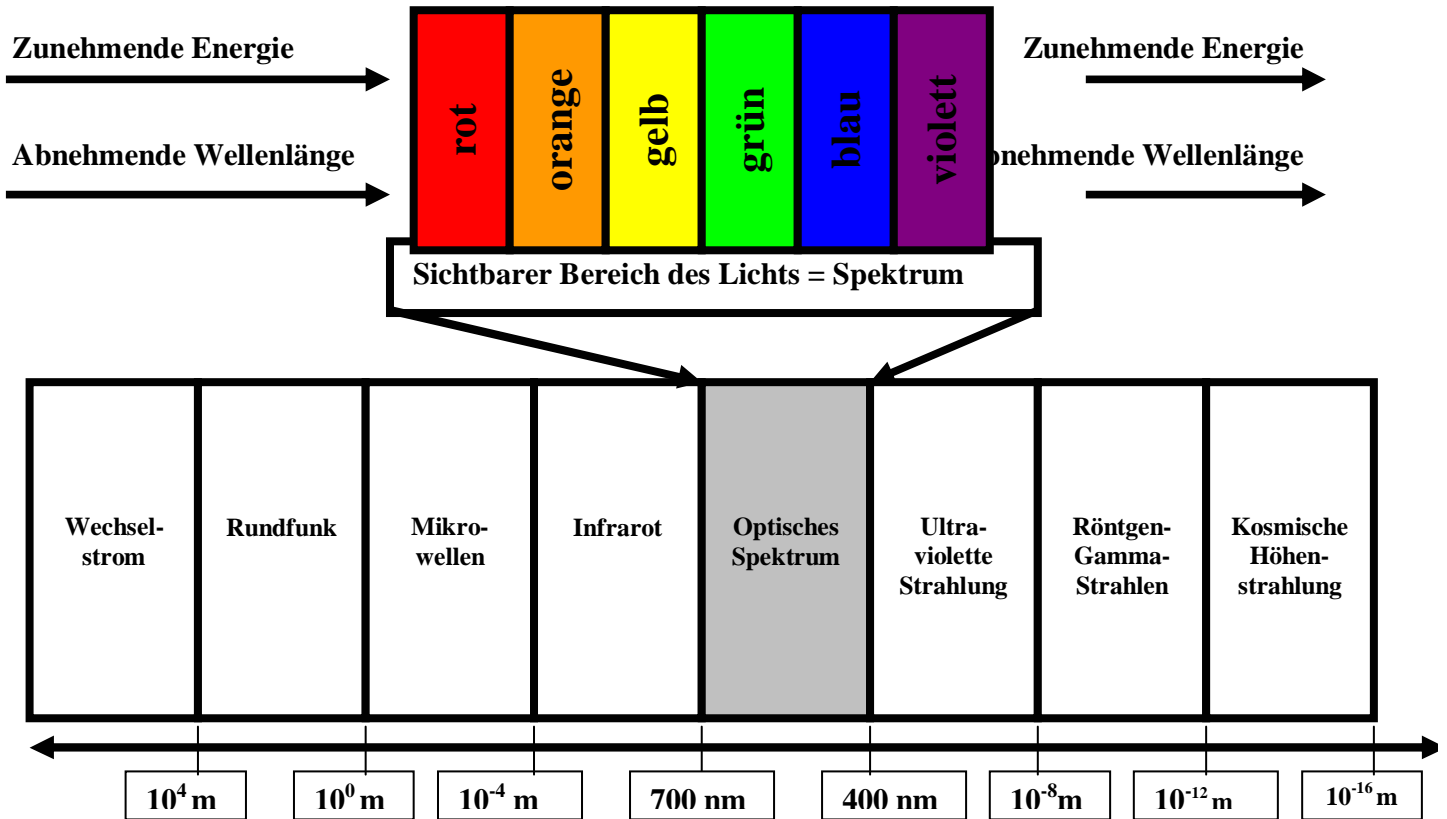 Zunehmende Energie
Zunehmende Energie
Abnehmende Wellenlänge
bnehmende Wellenlänge
rot
orange
gelb
grün
blau
violett
Sichtbarer Bereich des Lichts = Spektrum
Wechsel-
strom
Rundfunk
Mikro-
wellen
Infrarot
Optisches
Spektrum
Ultra-
violette
Strahlung
Röntgen-
Gamma-
Strahlen
Kosmische
Höhen-
strahlung
10⁴ m
10⁰ m
10⁻⁴ m
700 nm
400 nm
10⁻⁸m
10⁻¹² m
10⁻¹⁶ m